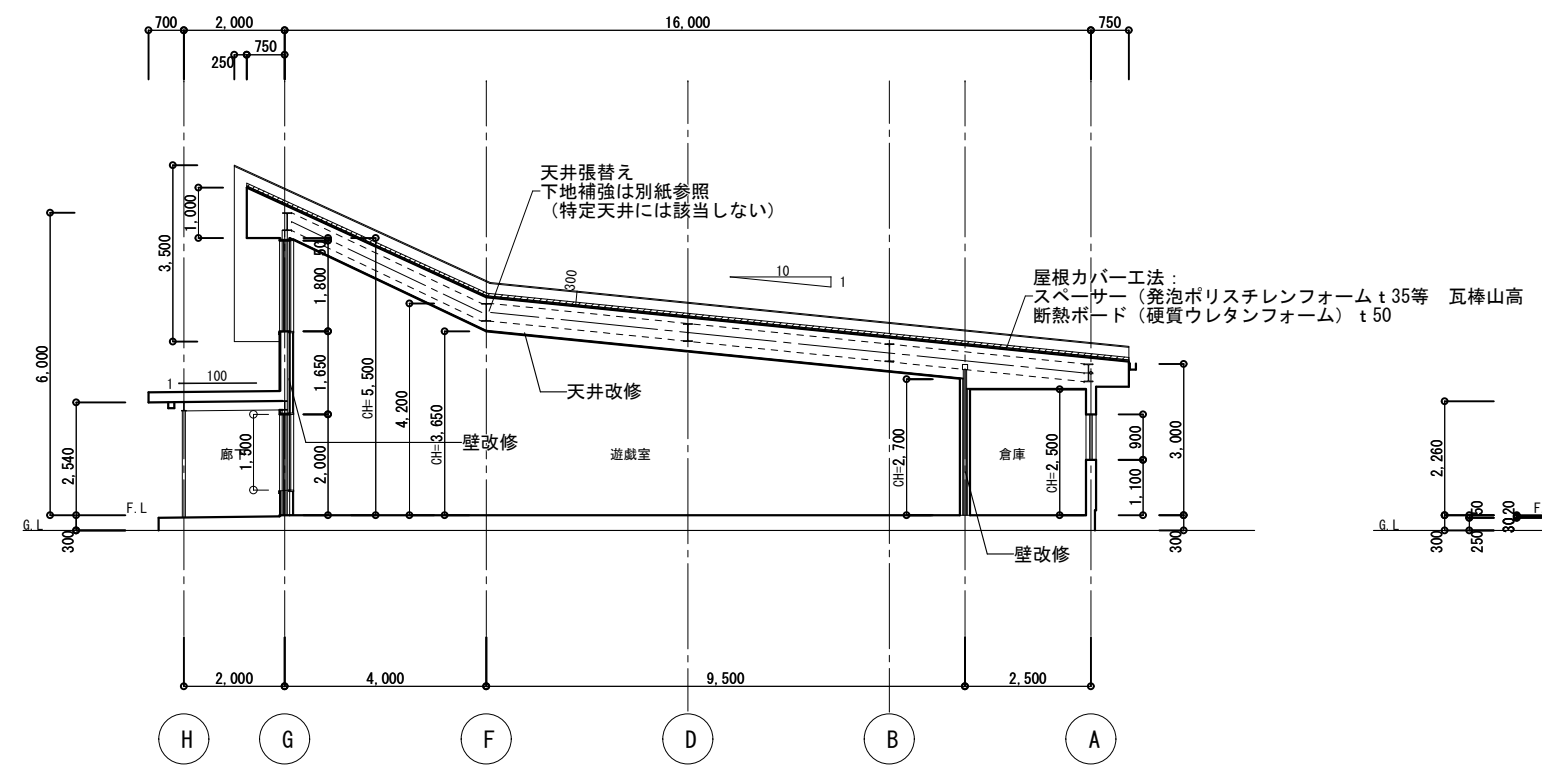 700
2,000
16,000
750
250
750
天井張替え
下地補強は別紙参照
（特定天井には該当しない）
10
1
300
屋根カバー工法：
スペーサー（発泡ポリスチレンフォームｔ35等　瓦棒山高
断熱ボード（硬質ウレタンフォーム）ｔ50
1,000
3,500
6,000
50
1,800
1,650
2,000
CH=5,500
4,200
CH=3,650
天井改修
壁改修
100
1
2,540
1,500
遊戯室
CH=2,700
倉庫
CH=2,500
900
1,100
3,000
2,260
F.L
G.L
300
300
壁改修
G.L
300
250
50
30
20
F
2,000
4,000
9,500
2,500
H
G
F
D
B
A